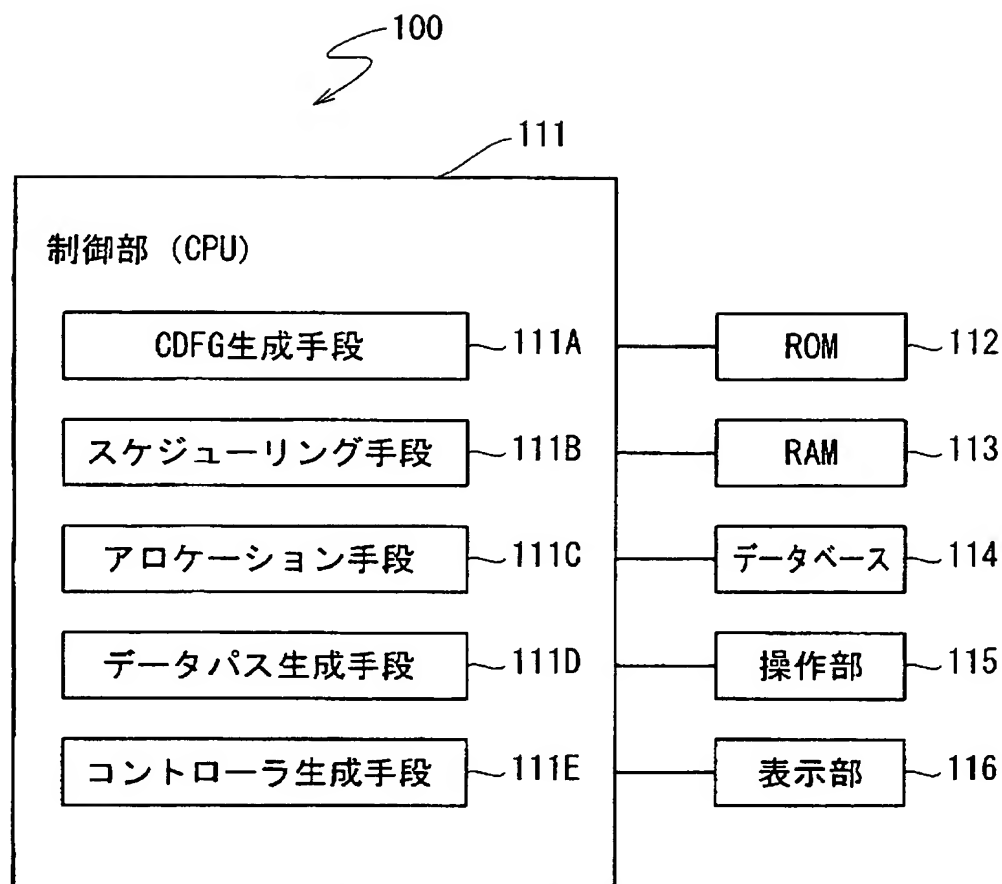 100
111
制御部 (CPU)
CDFG生成手段 111A ROM 112
スケジューリング手段 111B RAM 113
アロケーション手段 111C データベース 114
データパス生成手段 111D 操作部 115
コントローラ生成手段 111E 表示部 116